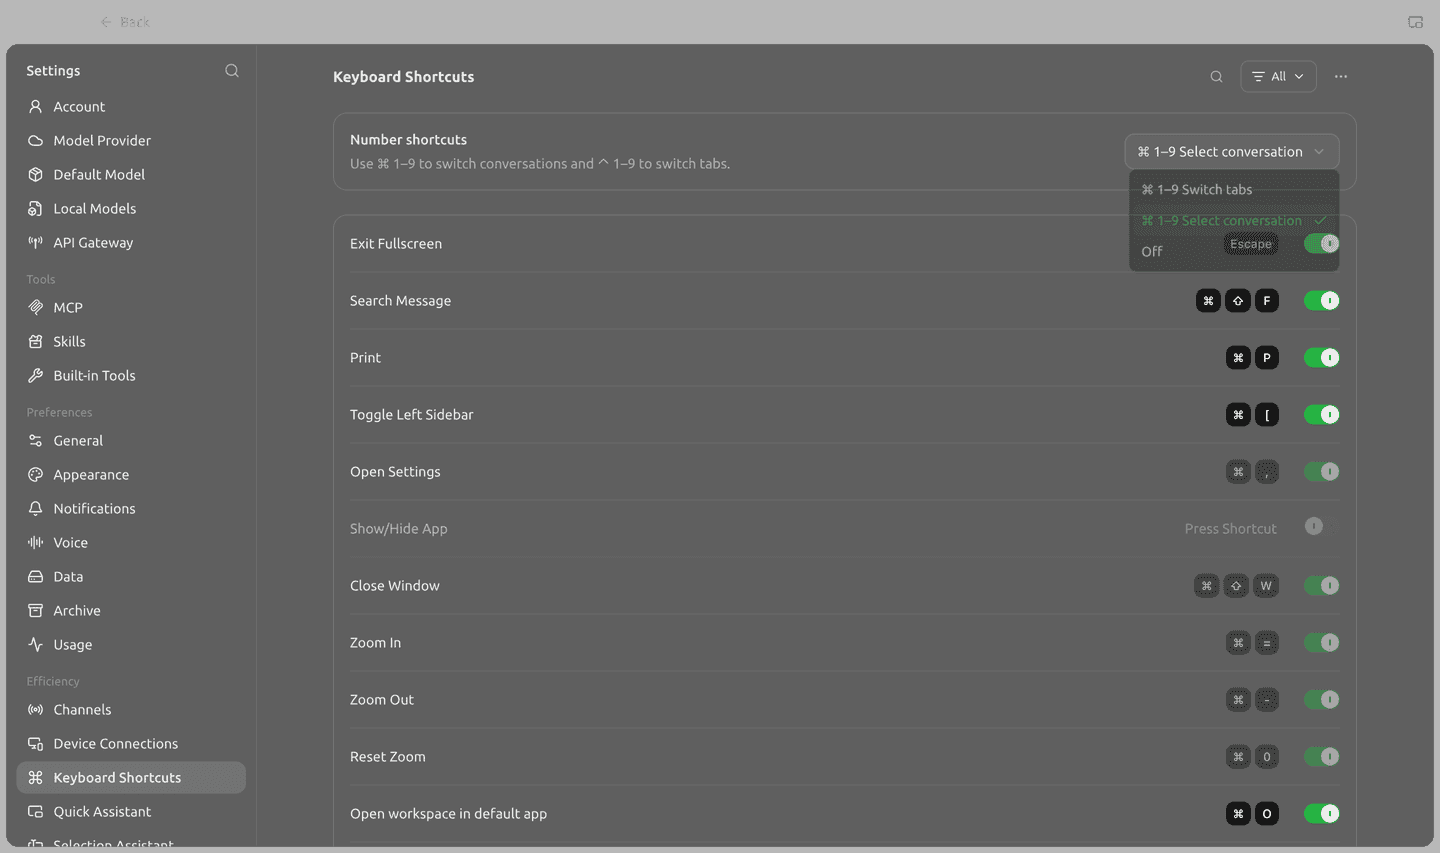 Back
Settings
Account
Model Provider
Default Model
Local Models
API Gateway
Tools
MCP
Skills
Built-in Tools
Preferences
General
Appearance
Notifications
Voice
Data
Archive
Usage
Efficiency
Channels
Device Connections
Keyboard Shortcuts
Quick Assistant
Selection Assistant
Keyboard Shortcuts
All
Number shortcuts
Use ⌘ 1–9 to switch conversations and ⌃ 1–9 to switch tabs.
⌘ 1–9 Select conversation
⌘ 1–9 Switch tabs
⌘ 1–9 Select conversation
Off
Exit Fullscreen Escape
Search Message ⌘ ⇧ F
Print ⌘ P
Toggle Left Sidebar ⌘ [
Open Settings ⌘ ,
Show/Hide App Press Shortcut
Close Window ⌘ ⇧ W
Zoom In ⌘ =
Zoom Out ⌘ -
Reset Zoom ⌘ 0
Open workspace in default app ⌘ O